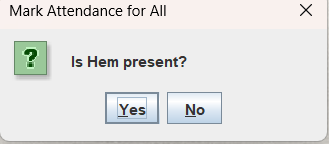 Mark Attendance for All
Is Hem present?
Yes No